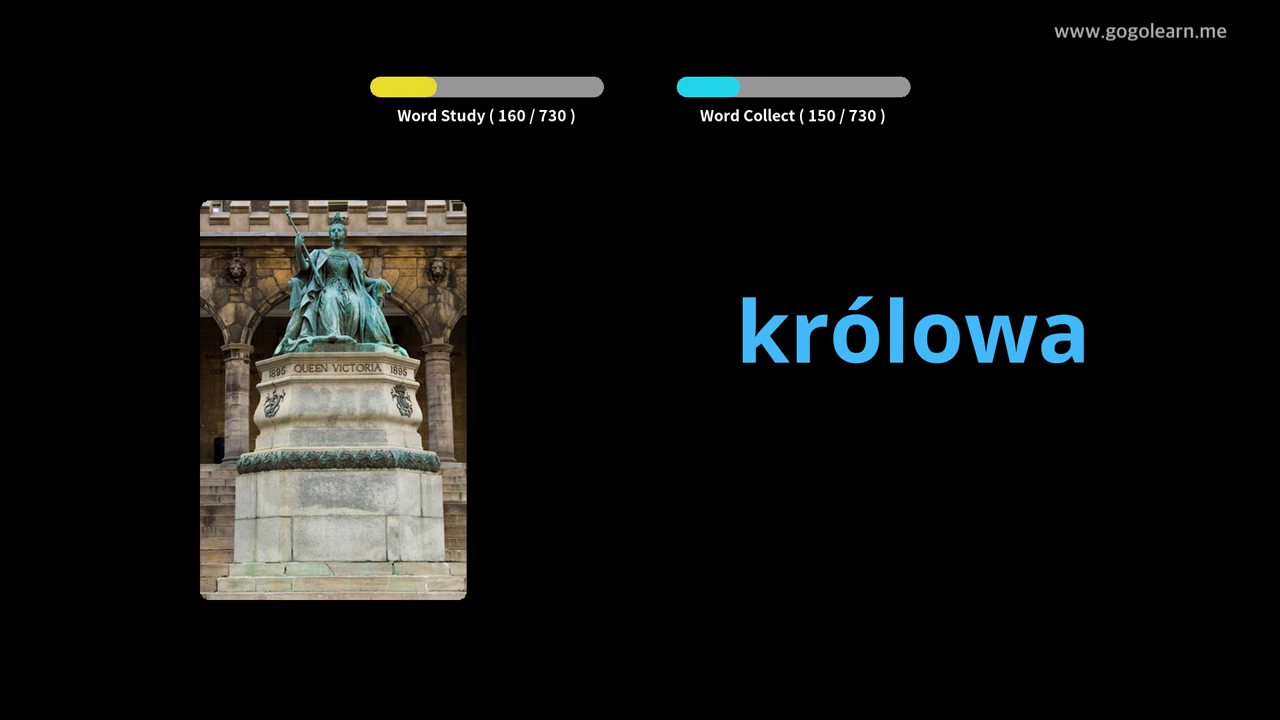 www.gogolearn.me
Word Study ( 160 / 730 )
Word Collect ( 150 / 730 )
królowa
1895 QUEEN VICTORIA 1895